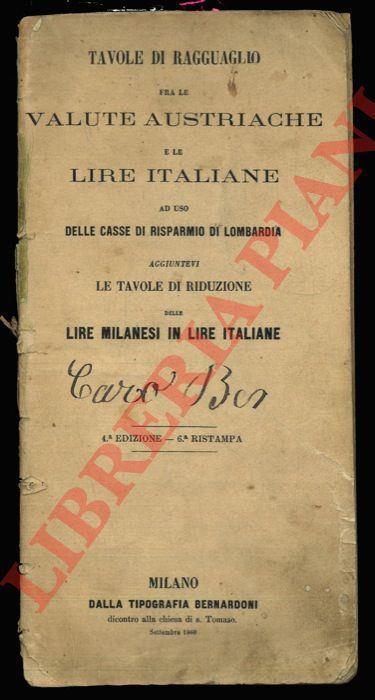 TAVOLE DI RAGGUAGLIO
FRA LE
VALUTE AUSTRIACHE
E LE
LIRE ITALIANE
AD USO
DELLE CASSE DI RISPARMIO DI LOMBARDIA
AGGIUNTEVI
LE TAVOLE DI RIDUZIONE
DELLE
LIRE MILANESI IN LIRE ITALIANE
4.ª EDIZIONE — 6.ª RISTAMPA
MILANO
DALLA TIPOGRAFIA BERNARDONI
dicontro alla chiesa di s. Tomaso.
Settembre
LIBRERIA PIANI